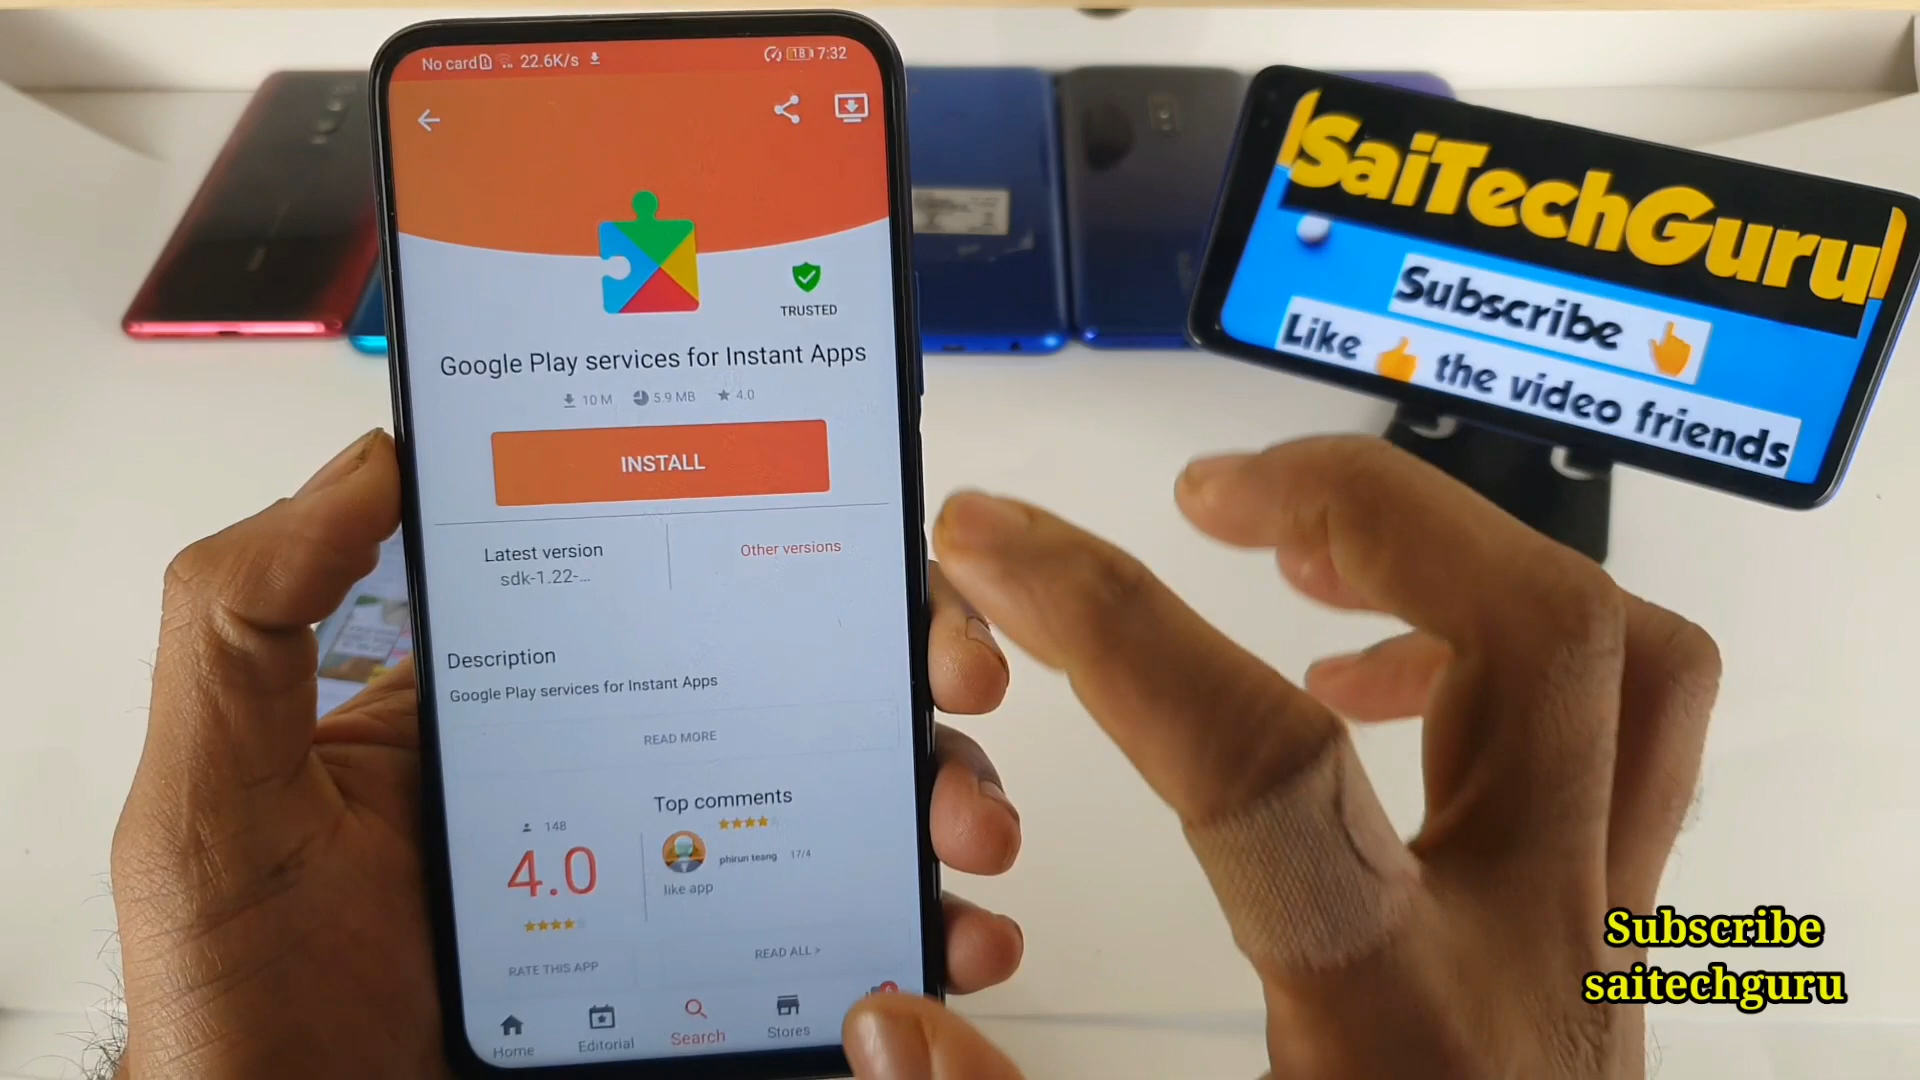 No card 22.6K/s 18 7:32
TRUSTED
Google Play services for Instant Apps
10 M 5.9 MB 4.0
INSTALL
Latest version
sdk-1.22-...
Other versions
Description
Google Play services for Instant Apps
READ MORE
148
4.0
RATE THIS APP
Top comments
phirun teang 17/4
like app
READ ALL >
Home
Editorial
Search
Stores
SaiTechGuru
Subscribe
Like the video friends
Subscribe
saitechguru